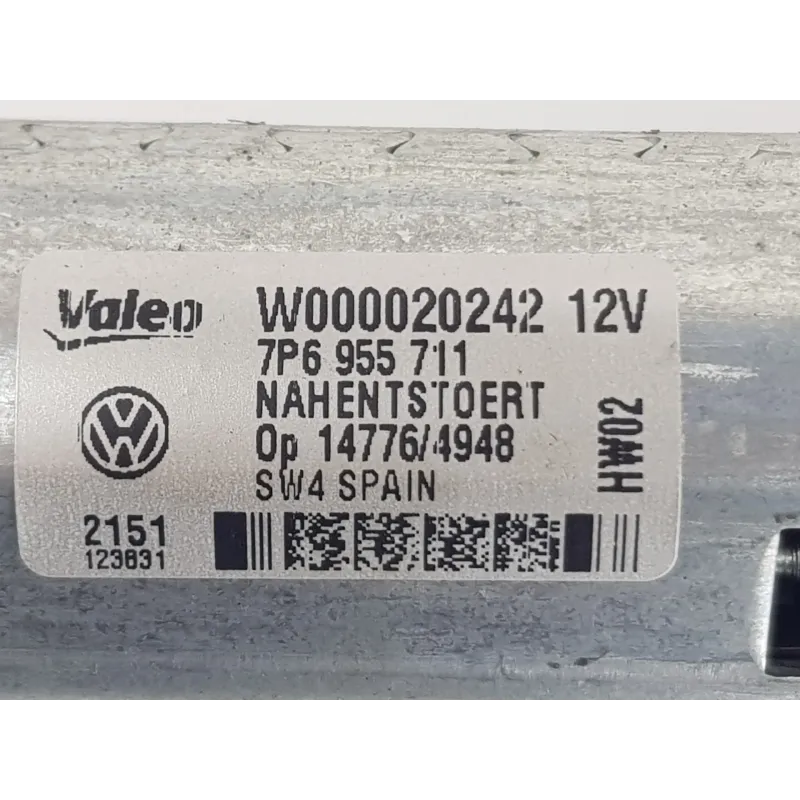 Valeo W000020242 12V
7P6 955 711
NAHENTSTOERT
Op 14776/4948
SW4 SPAIN
HW02
2151
123831